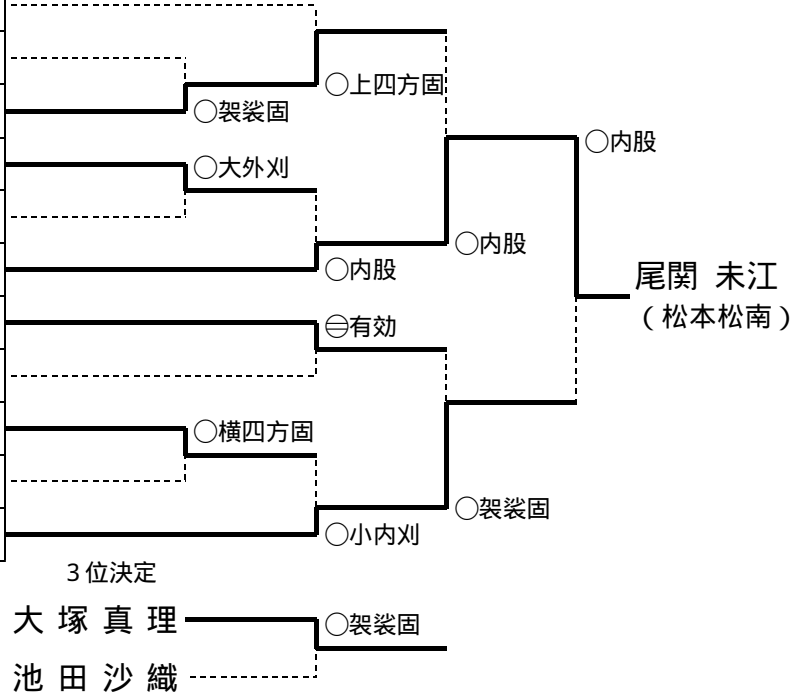 ○上四方固
○袈裟固
○内股
○大外刈
○内股
○内股
尾関 未江
（松本松南）
㊀有効
○横四方固
○袈裟固
○小内刈
３位決定
大塚真理
○袈裟固
池田沙織